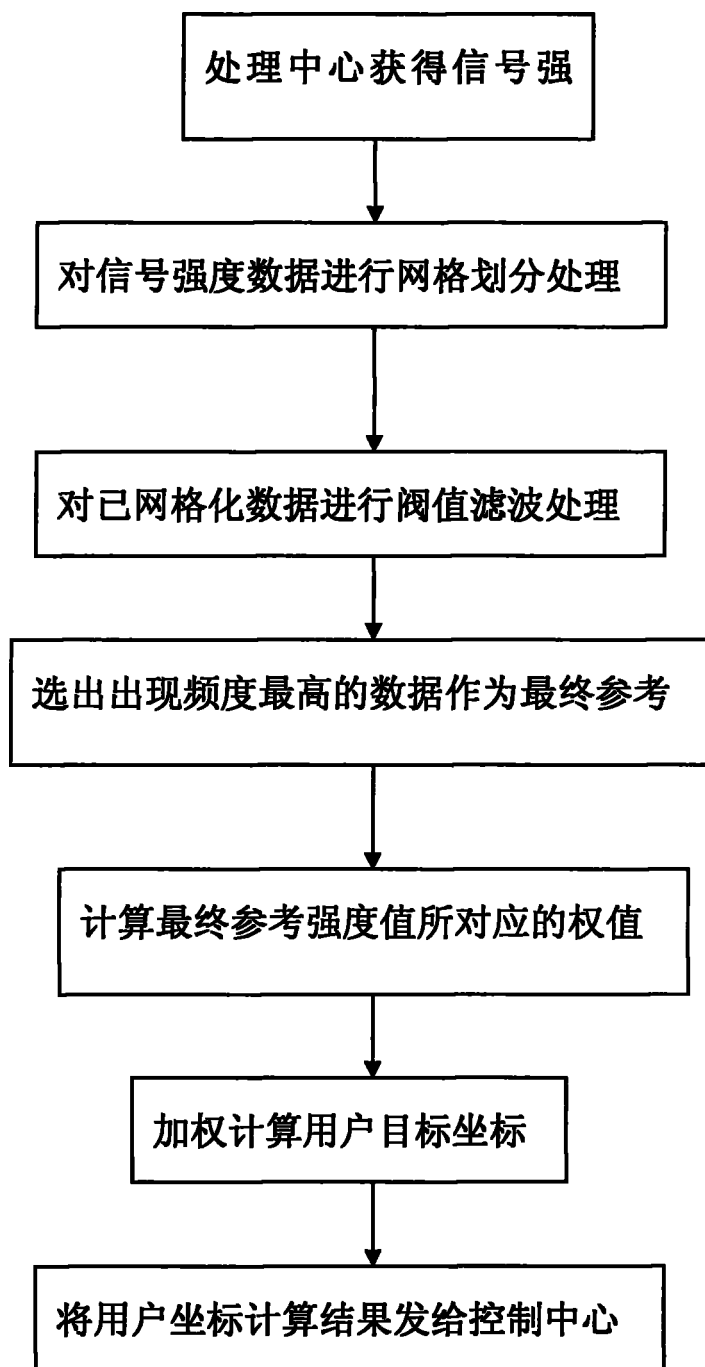 处理中心获得信号强
对信号强度数据进行网格划分处理
对已网格化数据进行阀值滤波处理
选出出现频度最高的数据作为最终参考
计算最终参考强度值所对应的权值
加权计算用户目标坐标
将用户坐标计算结果发给控制中心